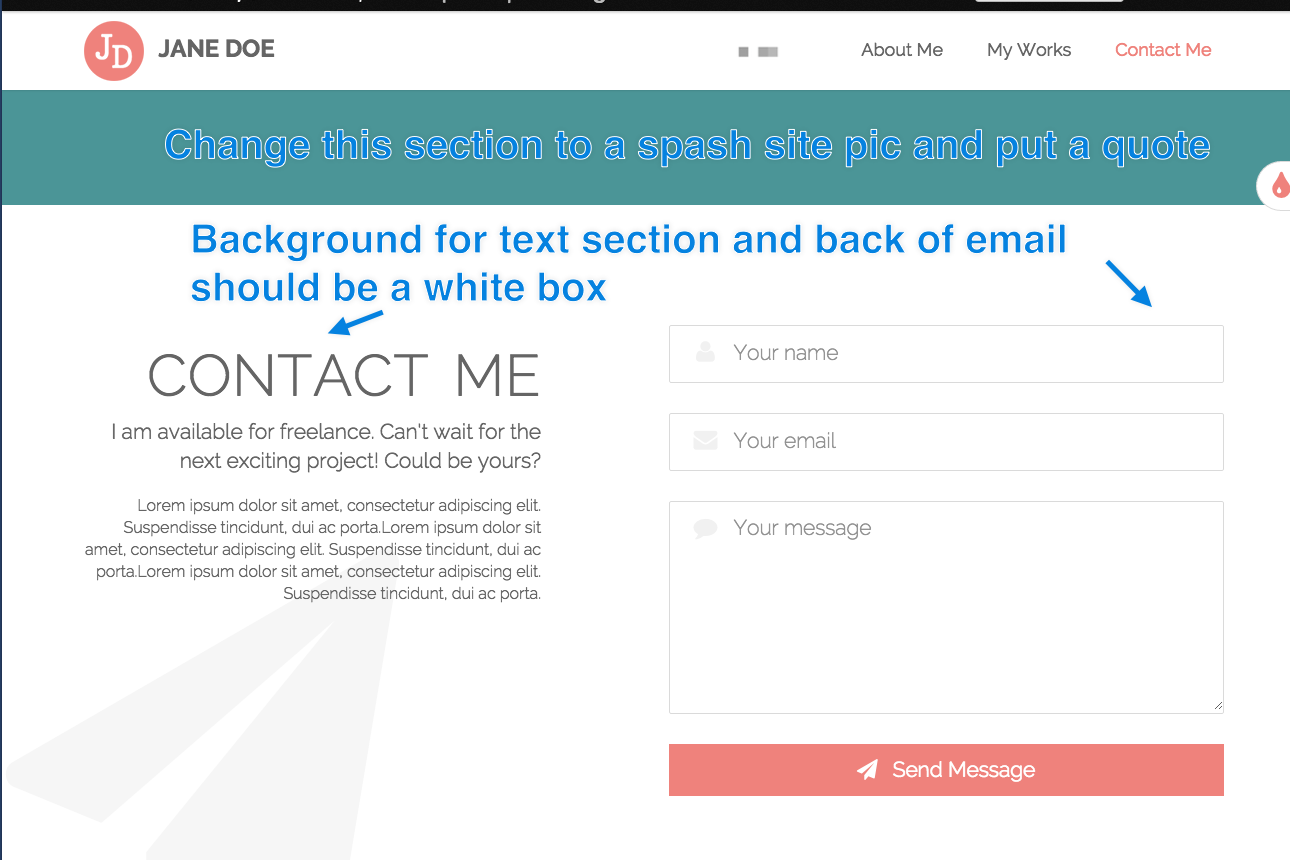 JD JANE DOE
About Me My Works Contact Me
Change this section to a spash site pic and put a quote
Background for text section and back of email
should be a white box
CONTACT ME
I am available for freelance. Can't wait for the
next exciting project! Could be yours?
Lorem ipsum dolor sit amet, consectetur adipiscing elit.
Suspendisse tincidunt, dui ac porta.Lorem ipsum dolor sit
amet, consectetur adipiscing elit. Suspendisse tincidunt, dui ac
porta.Lorem ipsum dolor sit amet, consectetur adipiscing elit.
Suspendisse tincidunt, dui ac porta.
Your name
Your email
Your message
Send Message